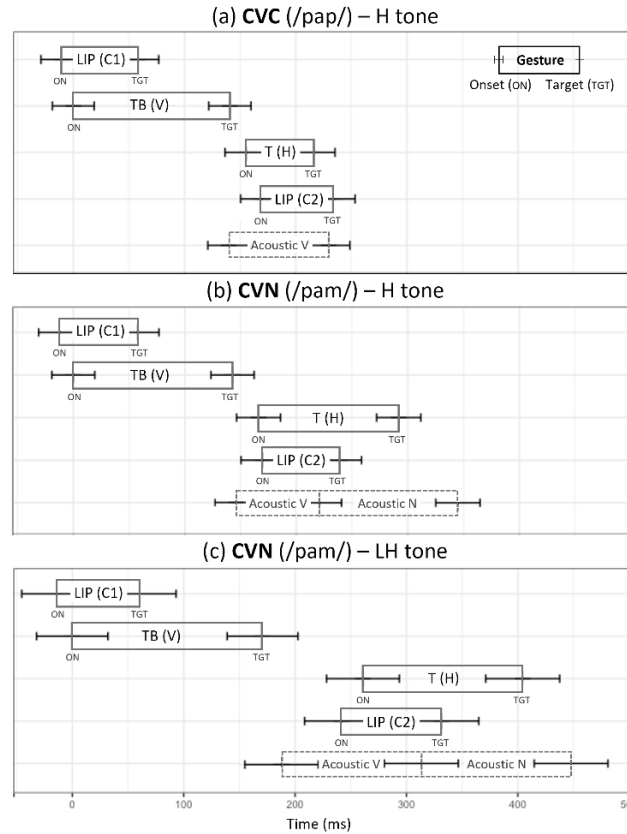 (a) CVC (/pap/) – H tone
LIP (C1)
ON TGT
Gesture
Onset (ON) Target (TGT)
TB (V)
ON TGT
T (H)
ON TGT
LIP (C2)
ON TGT
Acoustic V
(b) CVN (/pam/) – H tone
LIP (C1)
ON TGT
TB (V)
ON TGT
T (H)
ON TGT
LIP (C2)
ON TGT
Acoustic V Acoustic N
(c) CVN (/pam/) – LH tone
LIP (C1)
ON TGT
TB (V)
ON TGT
T (H)
ON TGT
LIP (C2)
ON TGT
Acoustic V Acoustic N
0 100 200 300 400 500
Time (ms)